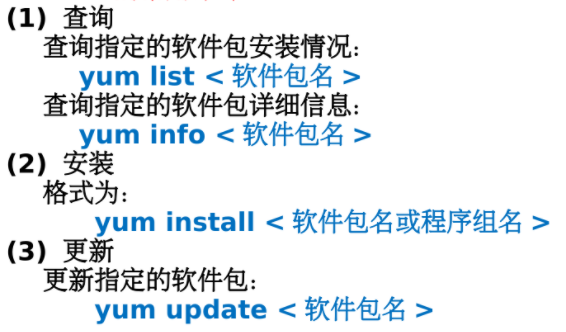 (1) 查询
查询指定的软件包安装情况:
yum list < 软件包名 >
查询指定的软件包详细信息:
yum info < 软件包名 >
(2) 安装
格式为:
yum install < 软件包名或程序组名 >
(3) 更新
更新指定的软件包:
yum update < 软件包名 >